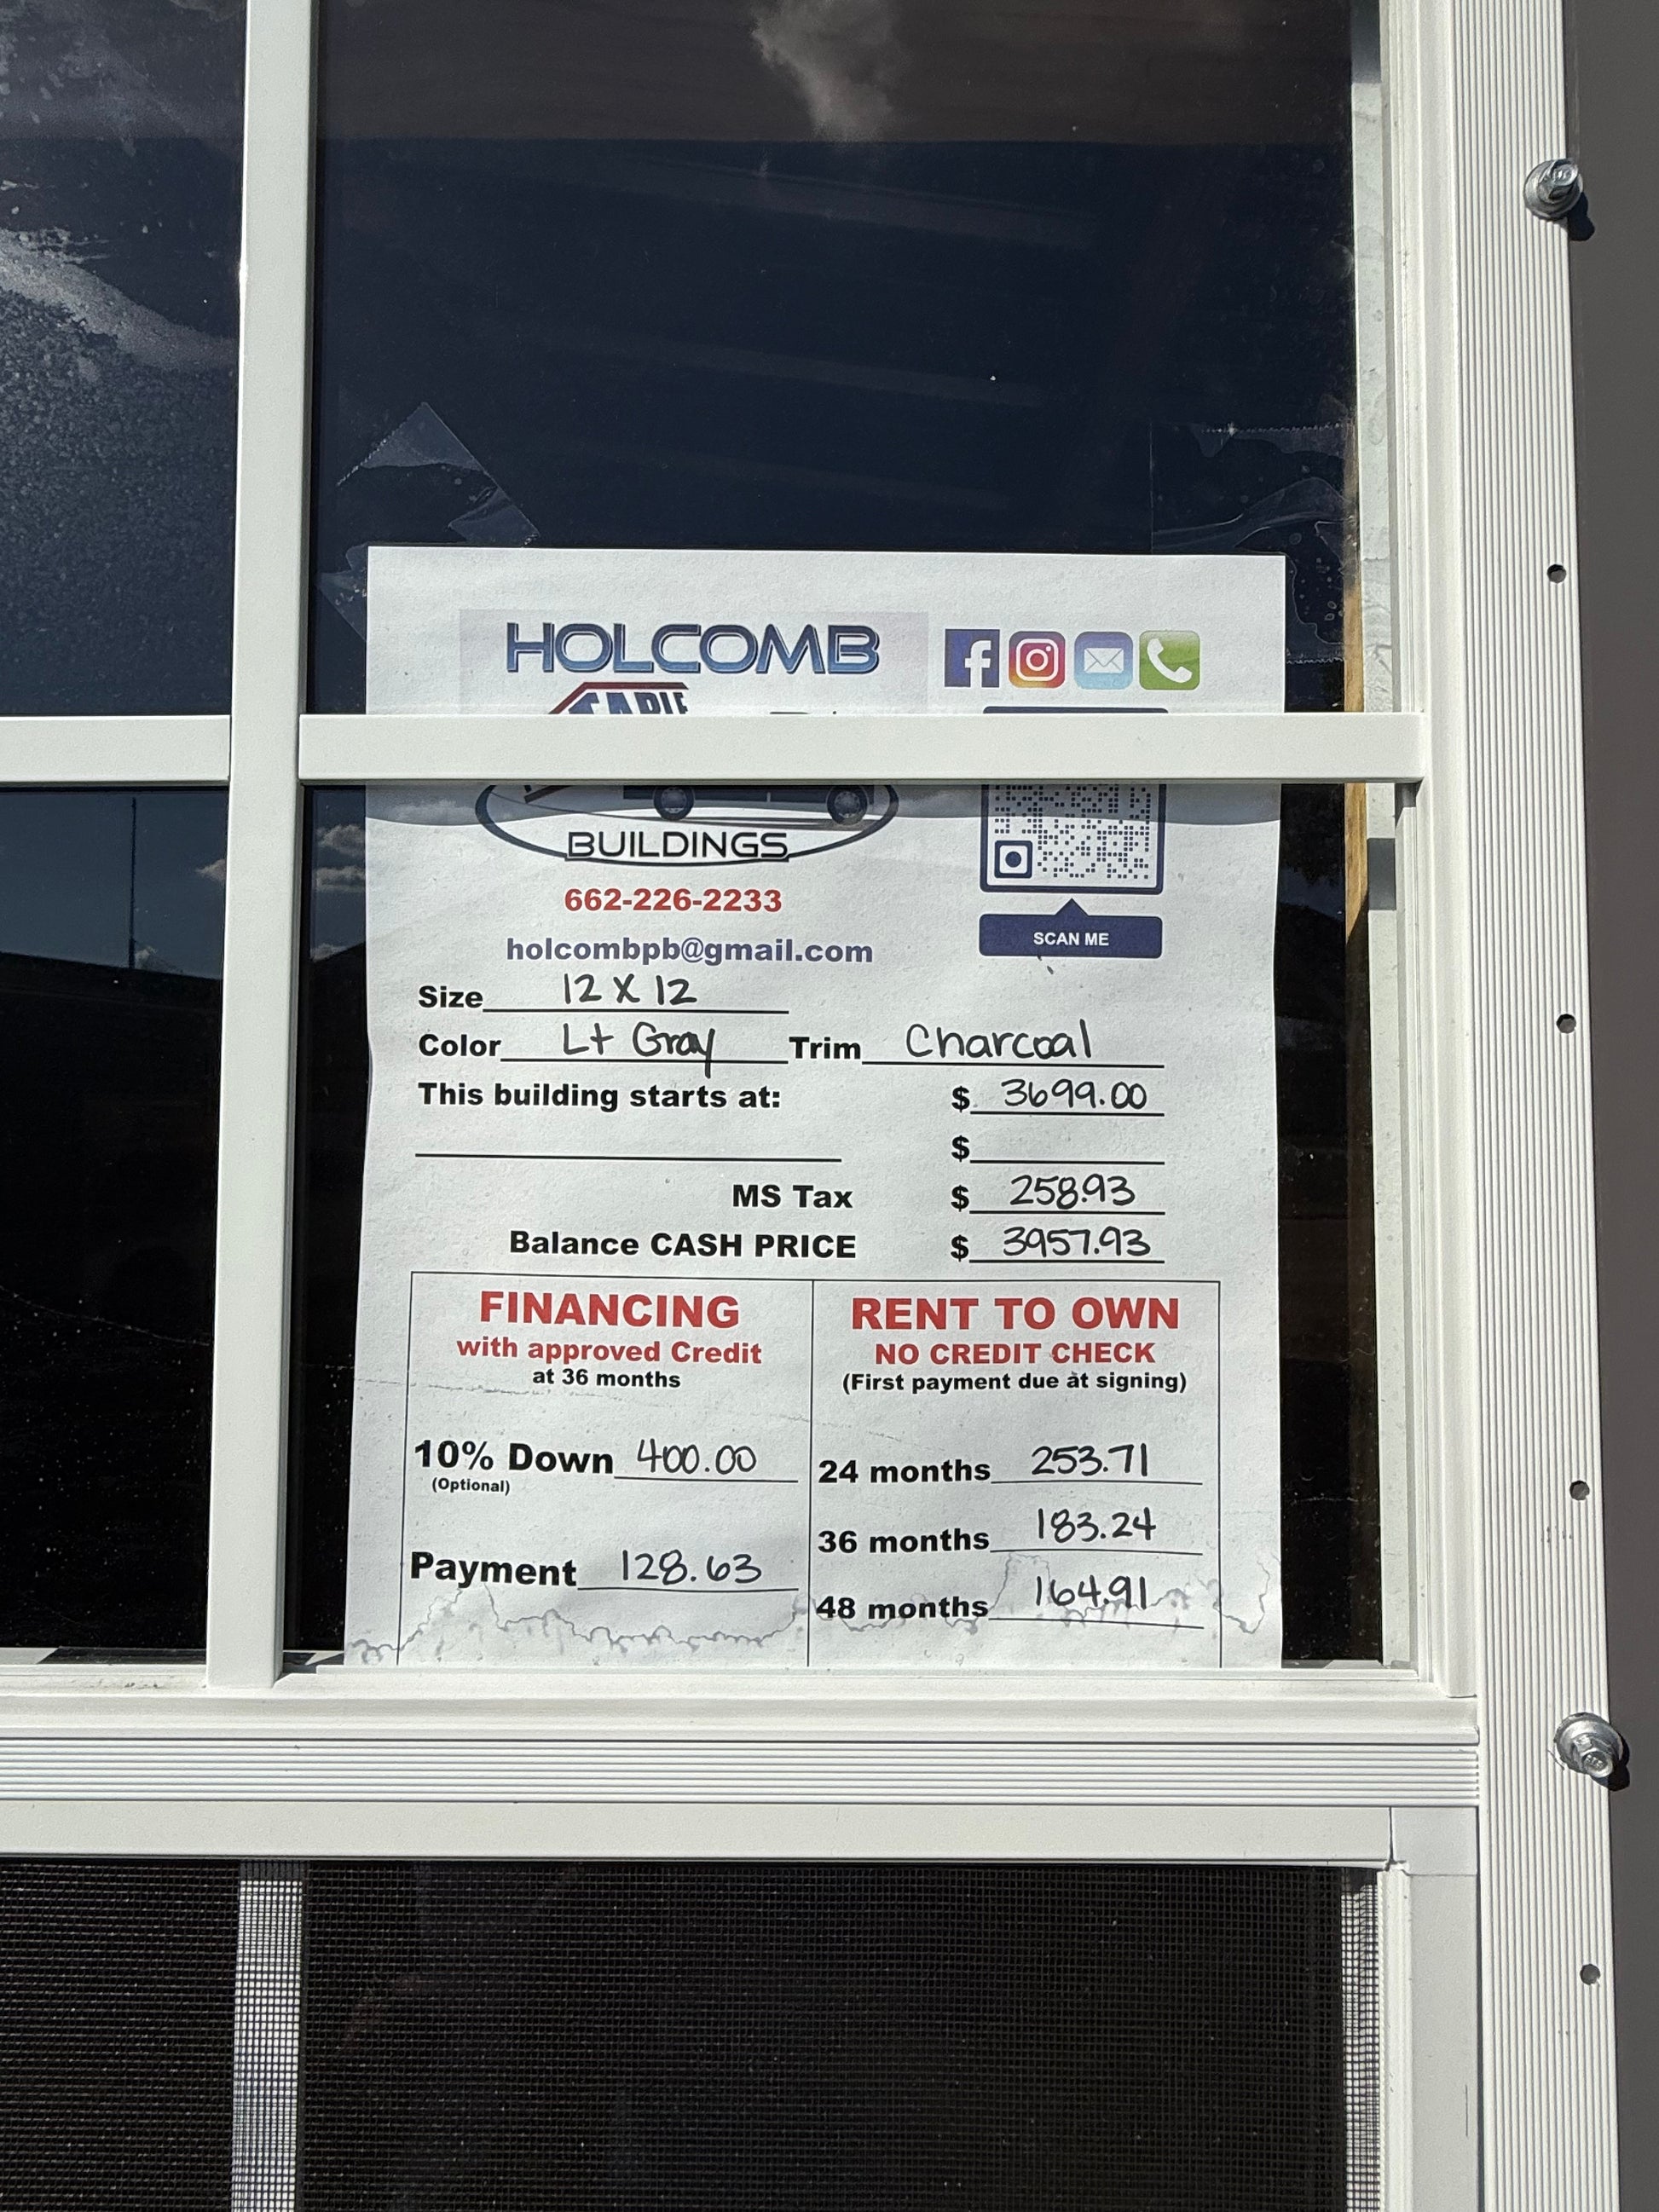 HOLCOMB
BUILDINGS
662-226-2233
holcombpb@gmail.com
SCAN ME
Size 12 X 12
Color Lt Gray Trim Charcoal
This building starts at: $ 3699.00
$
MS Tax $ 258.93
Balance CASH PRICE $ 3957.93
FINANCING
with approved Credit
at 36 months
10% Down 400.00
(Optional)
Payment 128.63
RENT TO OWN
NO CREDIT CHECK
(First payment due at signing)
24 months 253.71
36 months 183.24
48 months 164.91